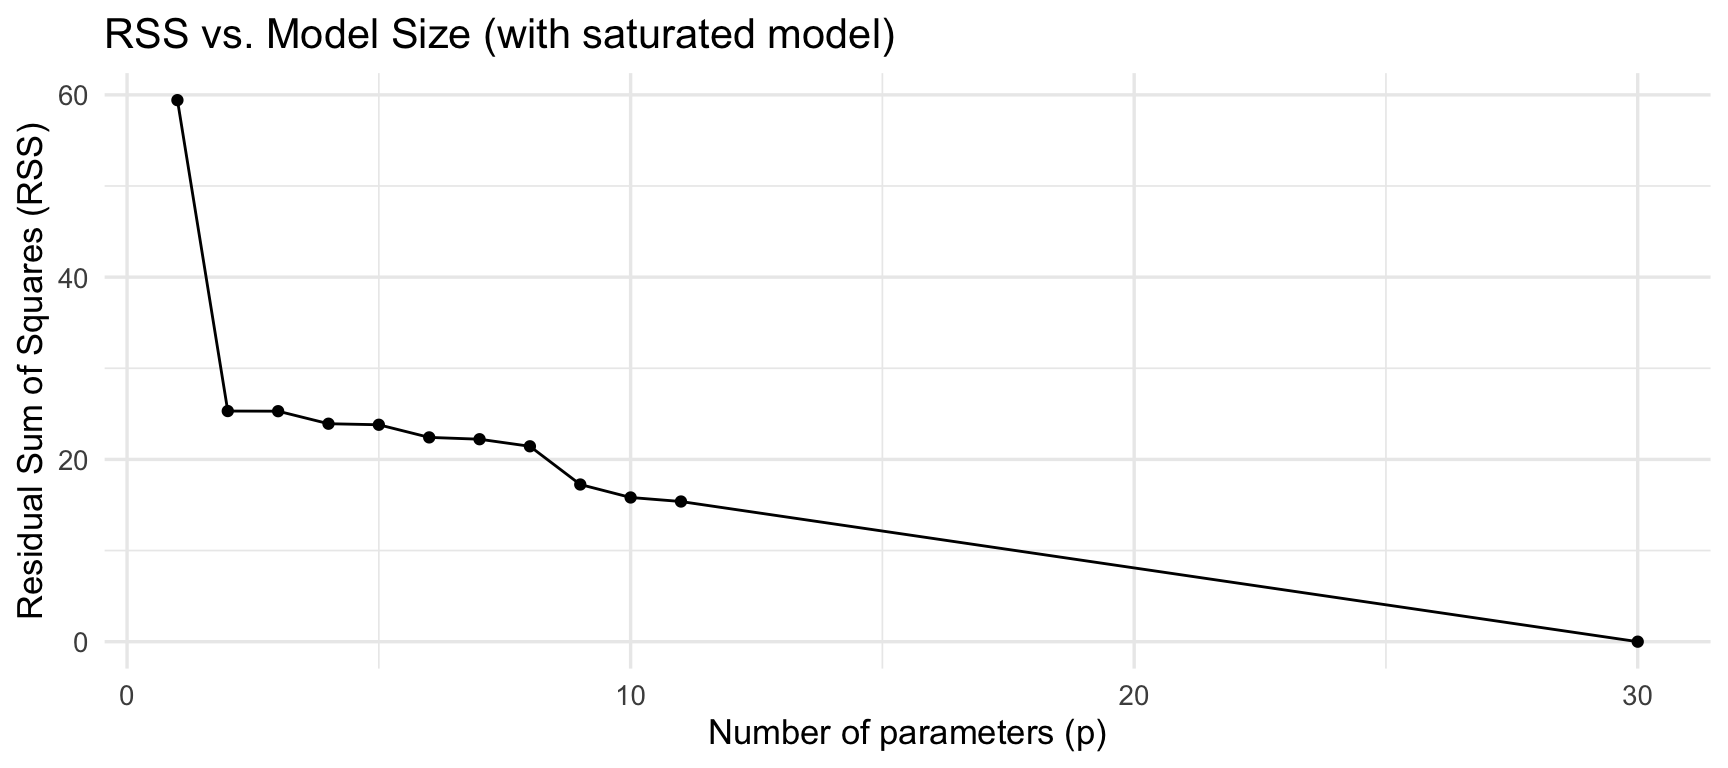 RSS vs. Model Size (with saturated model)
Residual Sum of Squares (RSS)
60
40
20
0
0 10 20 30
Number of parameters (p)